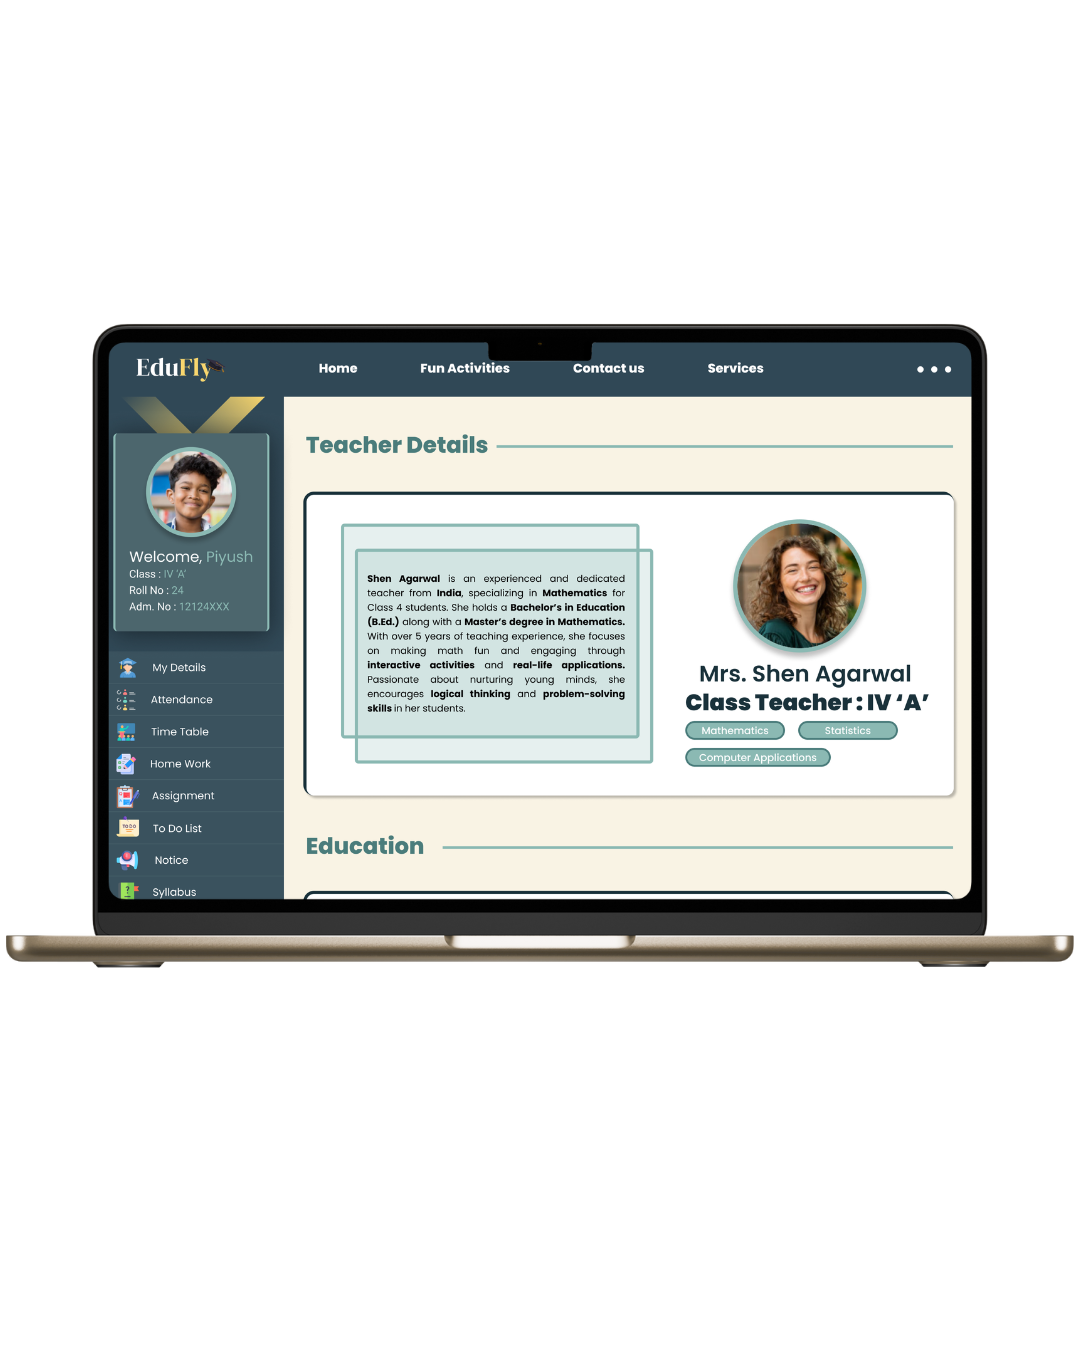 EduFly
Home
Fun Activities
Contact us
Services
Welcome, Piyush
Class : IV 'A'
Roll No : 24
Adm. No : 12124XXX
My Details
Attendance
Time Table
Home Work
Assignment
TO DO
To Do List
Notice
?
Syllabus
Teacher Details
Shen Agarwal is an experienced and dedicated
teacher from India, specializing in Mathematics for
Class 4 students. She holds a Bachelor's in Education
(B.Ed.) along with a Master's degree in Mathematics.
With over 5 years of teaching experience, she focuses
on making math fun and engaging through
interactive activities and real-life applications.
Passionate about nurturing young minds, she
encourages logical thinking and problem-solving
skills in her students.
Mrs. Shen Agarwal
Class Teacher : IV ‘A’
Mathematics
Statistics
Computer Applications
Education